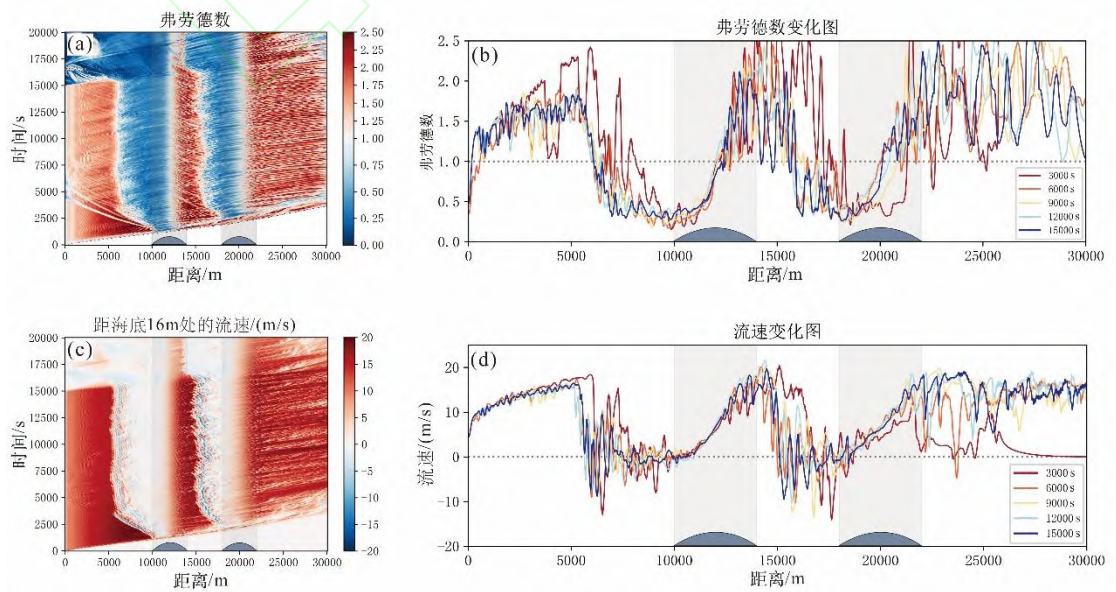 弗劳德数
(a)
时间/s
20000
17500
15000
12500
10000
7500
5000
2500
0
0 5000 10000 15000 20000 25000 30000
距离/m
2.50
2.25
2.00
1.75
1.50
1.25
1.00
0.75
0.50
0.25
0.00
弗劳德数变化图
(b)
弗劳德数
2.5
2.0
1.5
1.0
0.5
0.0
3000 s
6000 s
9000 s
12000 s
15000 s
0 5000 10000 15000 20000 25000 30000
距离/m
距海底16m处的流速/(m/s)
(c)
时间/s
20000
17500
15000
12500
10000
7500
5000
2500
0
0 5000 10000 15000 20000 25000 30000
距离/m
20
15
10
5
0
-5
-10
-15
-20
流速变化图
(d)
流速/(m/s)
20
10
0
-10
-20
3000 s
6000 s
9000 s
12000 s
15000 s
0 5000 10000 15000 20000 25000 30000
距离/m